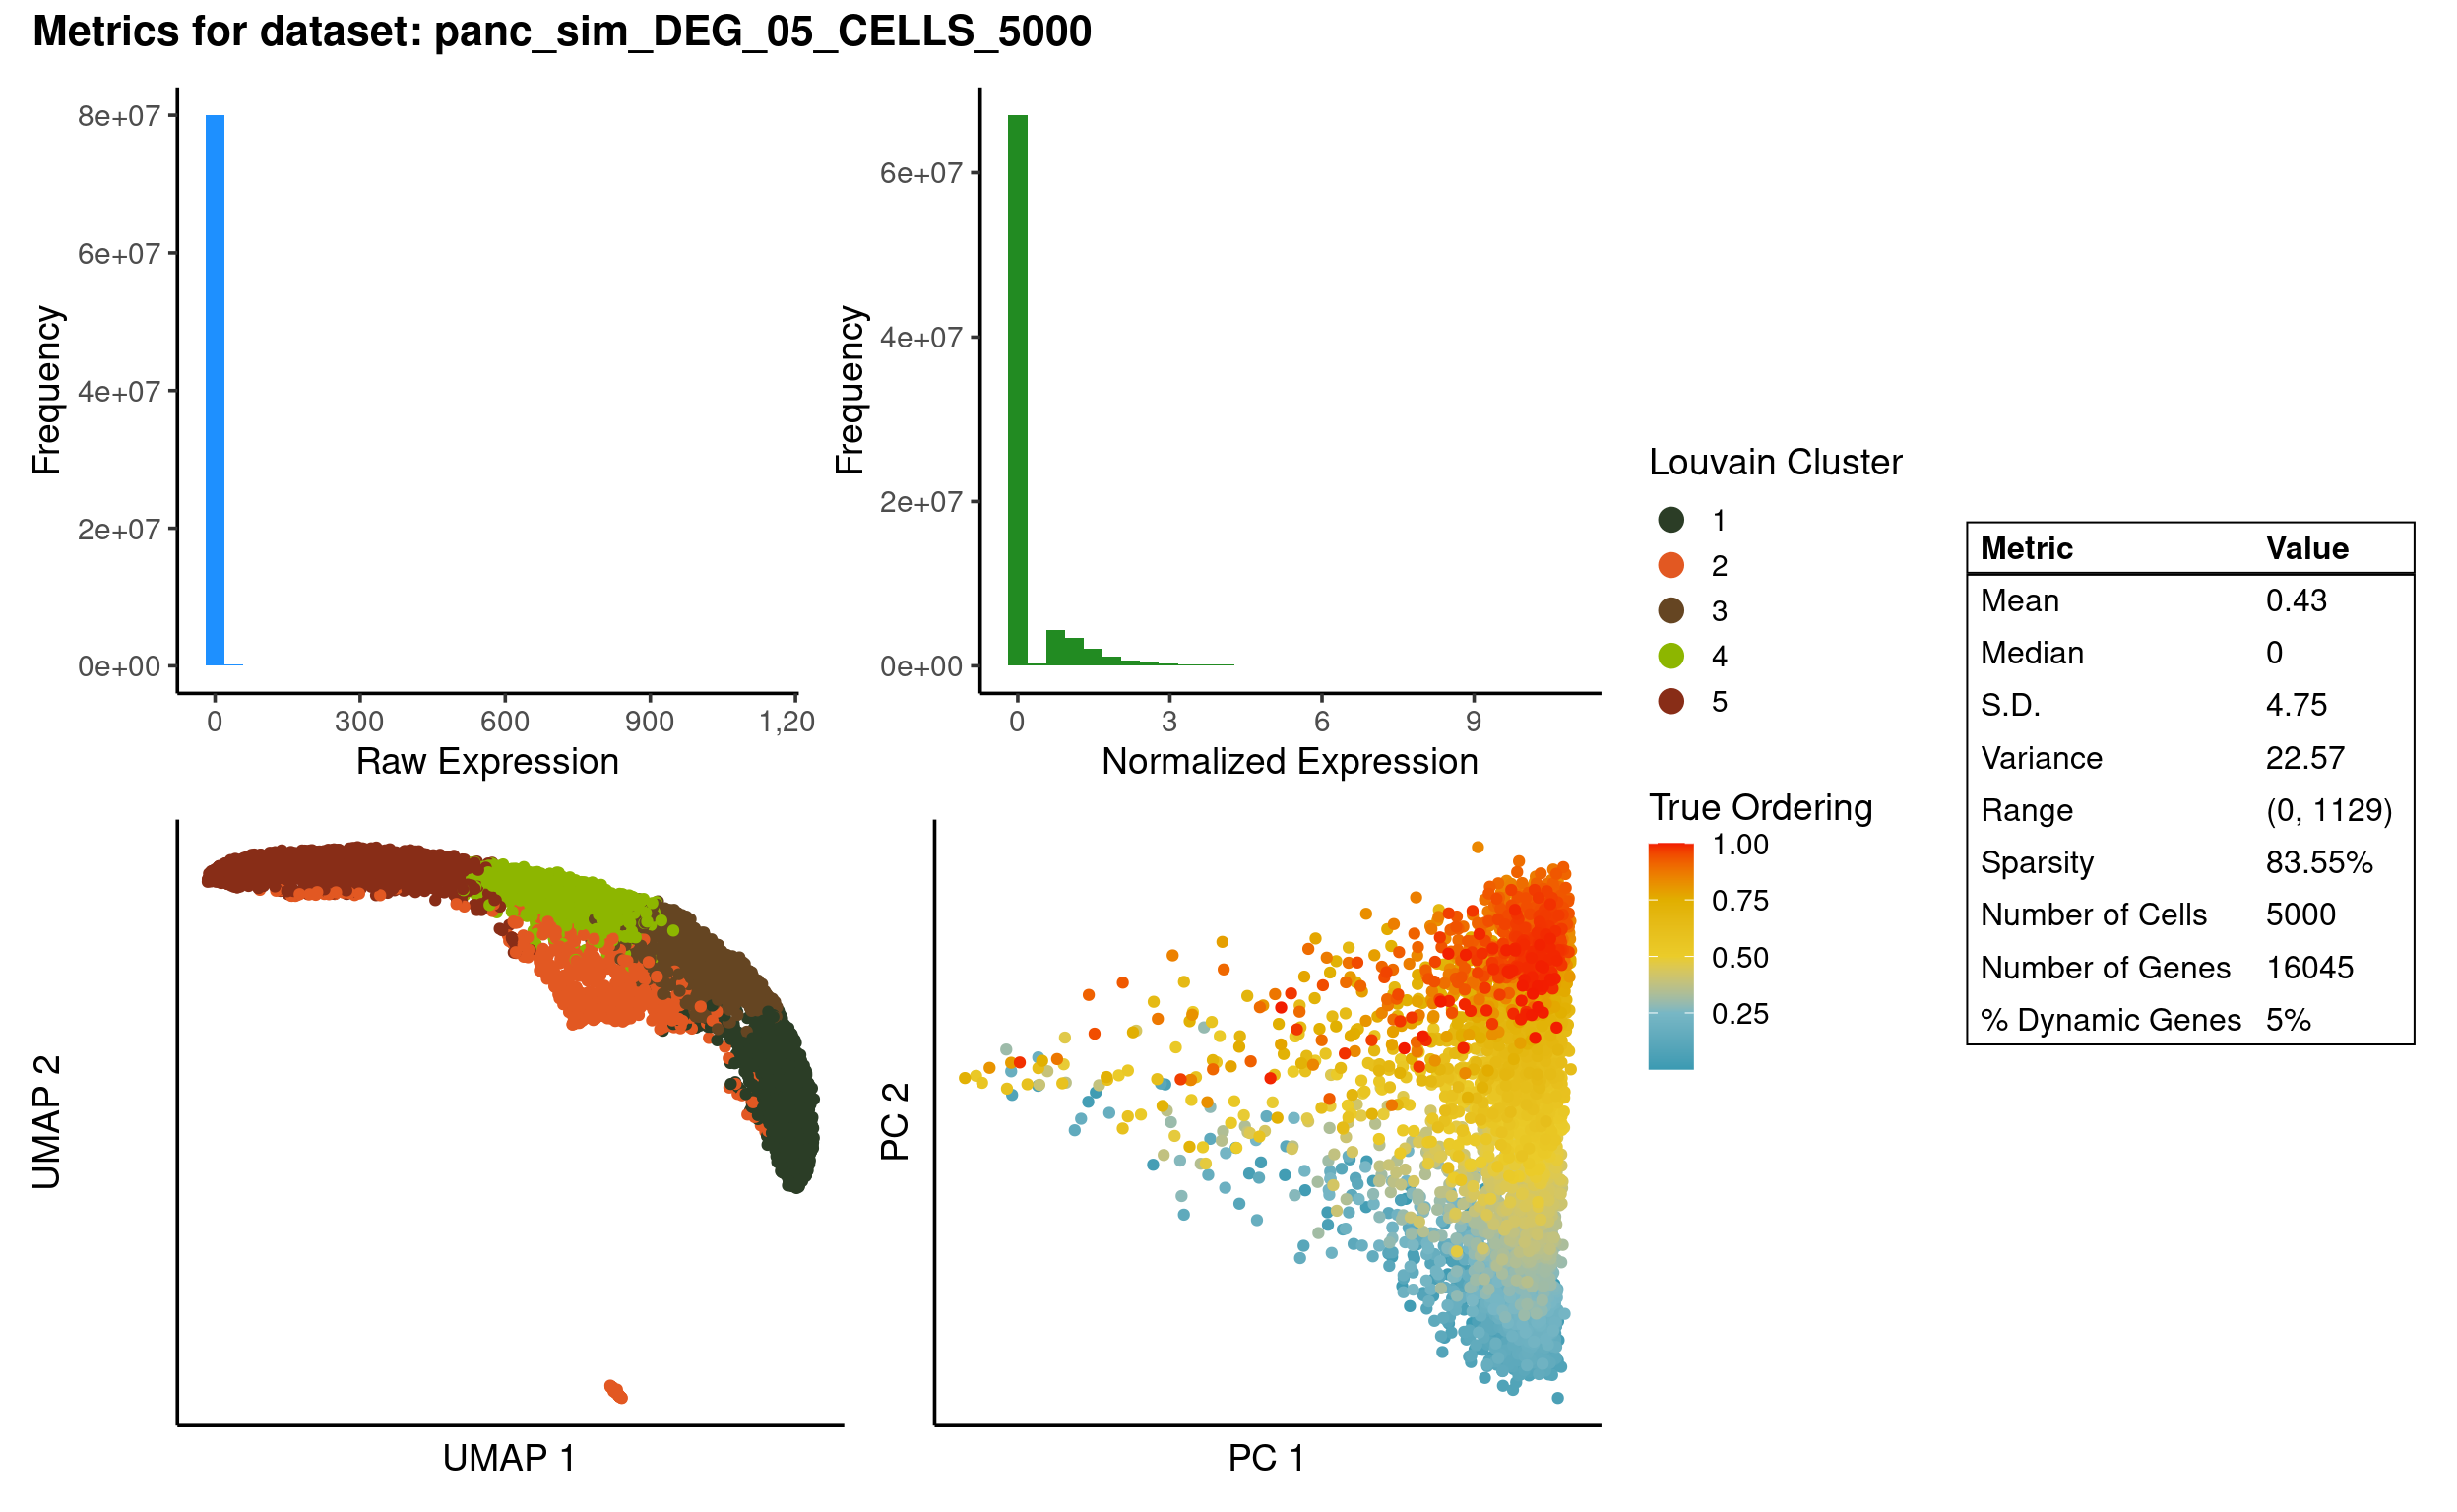 Metrics for dataset: panc_sim_DEG_05_CELLS_5000
8e+07
6e+07
4e+07
2e+07
0e+00
Frequency
0 300 600 900 1,20
Raw Expression
6e+07
4e+07
2e+07
0e+00
Frequency
0 3 6 9
Normalized Expression
UMAP 2
UMAP 1
PC 2
PC 1
Louvain Cluster
1
2
3
4
5
True Ordering
1.00
0.75
0.50
0.25
Metric Value
Mean 0.43
Median 0
S.D. 4.75
Variance 22.57
Range (0, 1129)
Sparsity 83.55%
Number of Cells 5000
Number of Genes 16045
% Dynamic Genes 5%